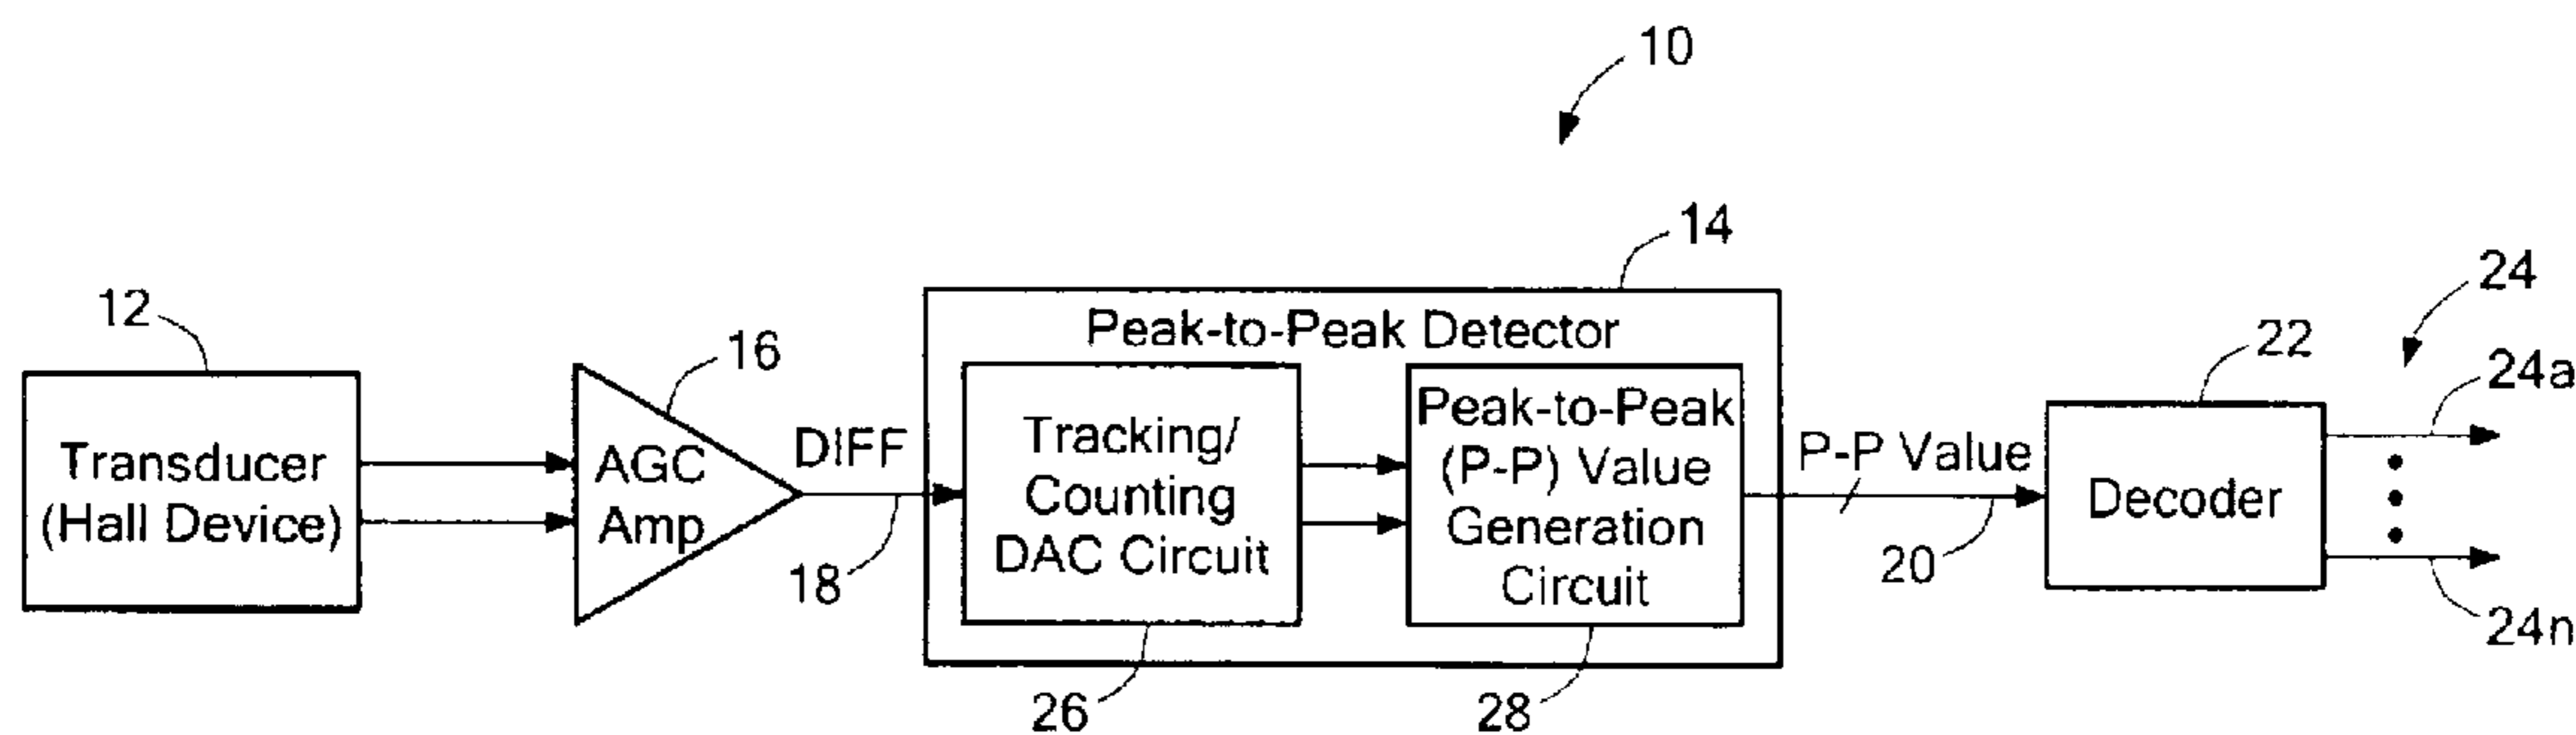 10
14
24
12
Peak-to-Peak Detector
16
22
24a
Transducer
(Hall Device)
AGC
Amp
DIFF
18
Tracking/
Counting
DAC Circuit
Peak-to-Peak
(P-P) Value
Generation
Circuit
P-P Value
20
Decoder
24n
26
28